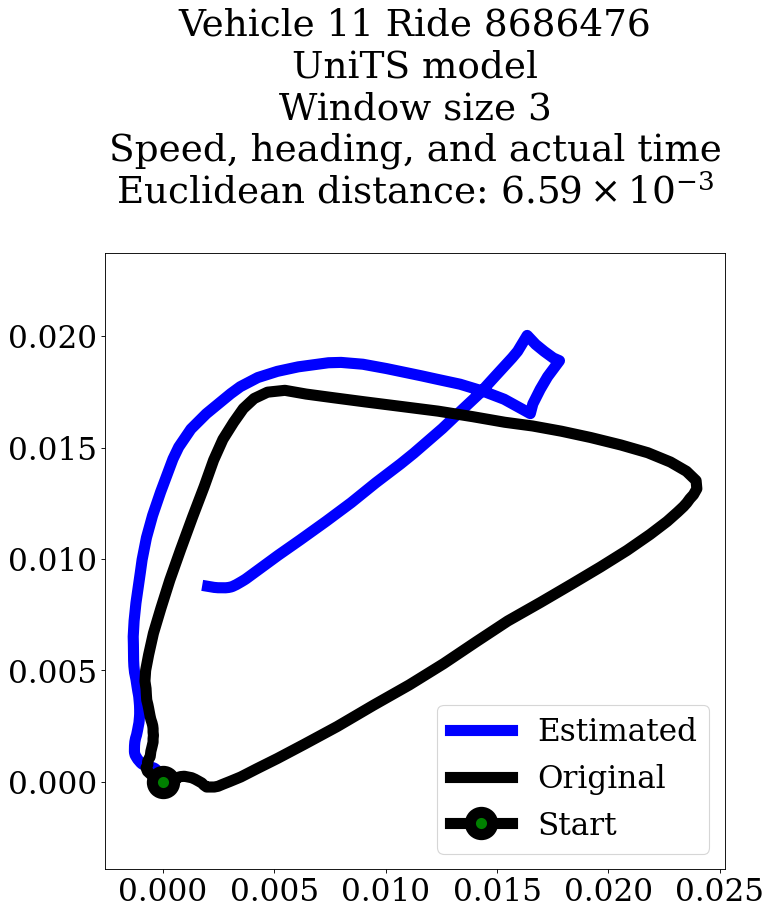 Vehicle 11 Ride 8686476
UniTS model
Window size 3
Speed, heading, and actual time
Euclidean distance: 6.59 × 10⁻³
0.020
0.015
0.010
0.005
0.000
Estimated
Original
Start
0.000 0.005 0.010 0.015 0.020 0.025